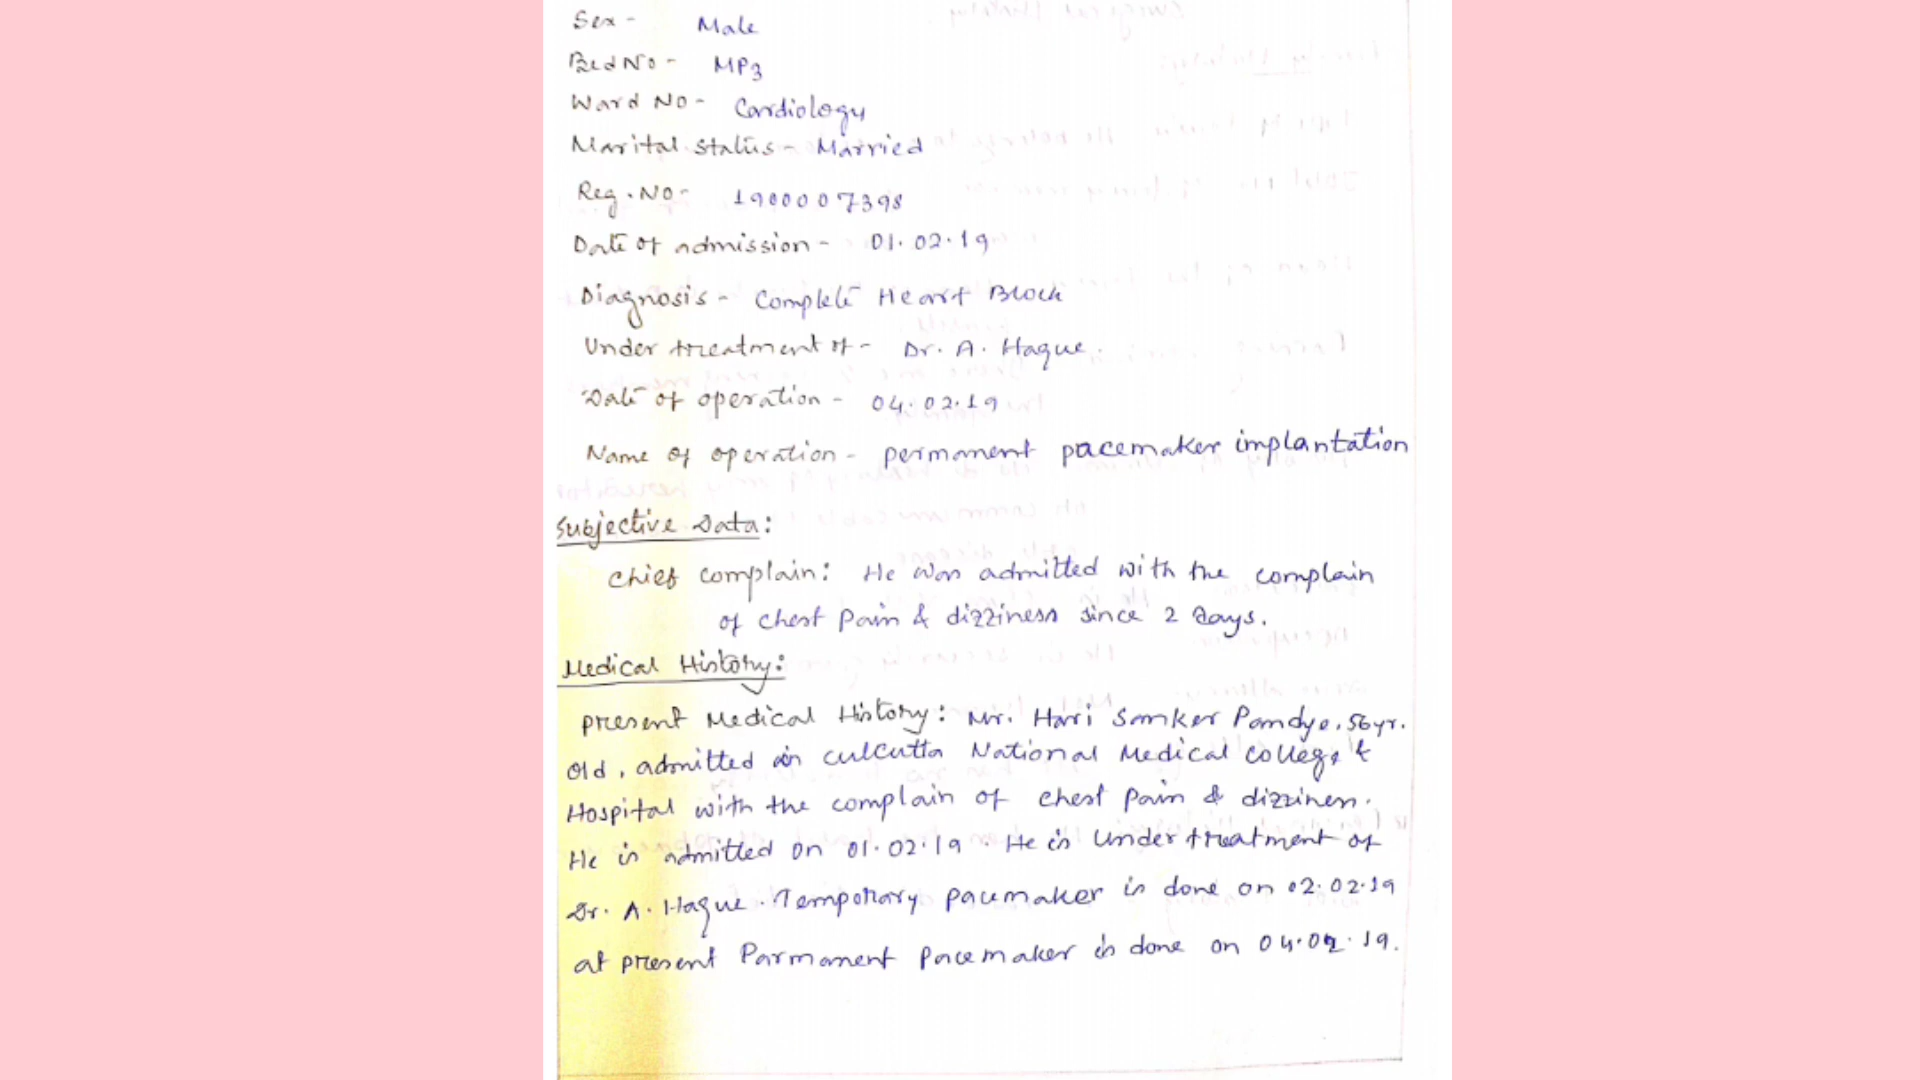 Sex - Male
Bed No - MP3
Ward No - Cardiology
Marital status - Married
Reg. No - 1900007398
Date of admission - 01.02.19
Diagnosis - Complete Heart Block
Under treatment of - Dr. A. Haque.
Date of operation - 04.02.19
Name of operation - permanent pacemaker implantation
Subjective Data:
Chief complain: He was admitted with the complain
of chest pain & dizziness since 2 days.
Medical History:
Present Medical History: Mr. Hari Sanker Pandye, 56yr.
old, admitted in culcutta National Medical College &
Hospital with the complain of chest pain & dizziness.
He is admitted on 01.02.19. He is under treatment of
Dr. A. Haque. Temporary pacemaker is done on 02.02.19
at present Parmanent Pacemaker is done on 04.02.19.